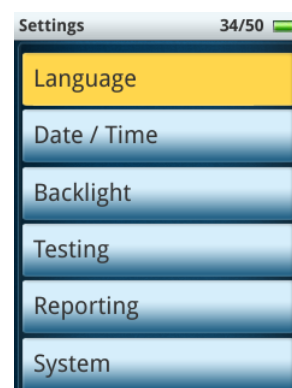 Settings 34/50
Language
Date / Time
Backlight
Testing
Reporting
System